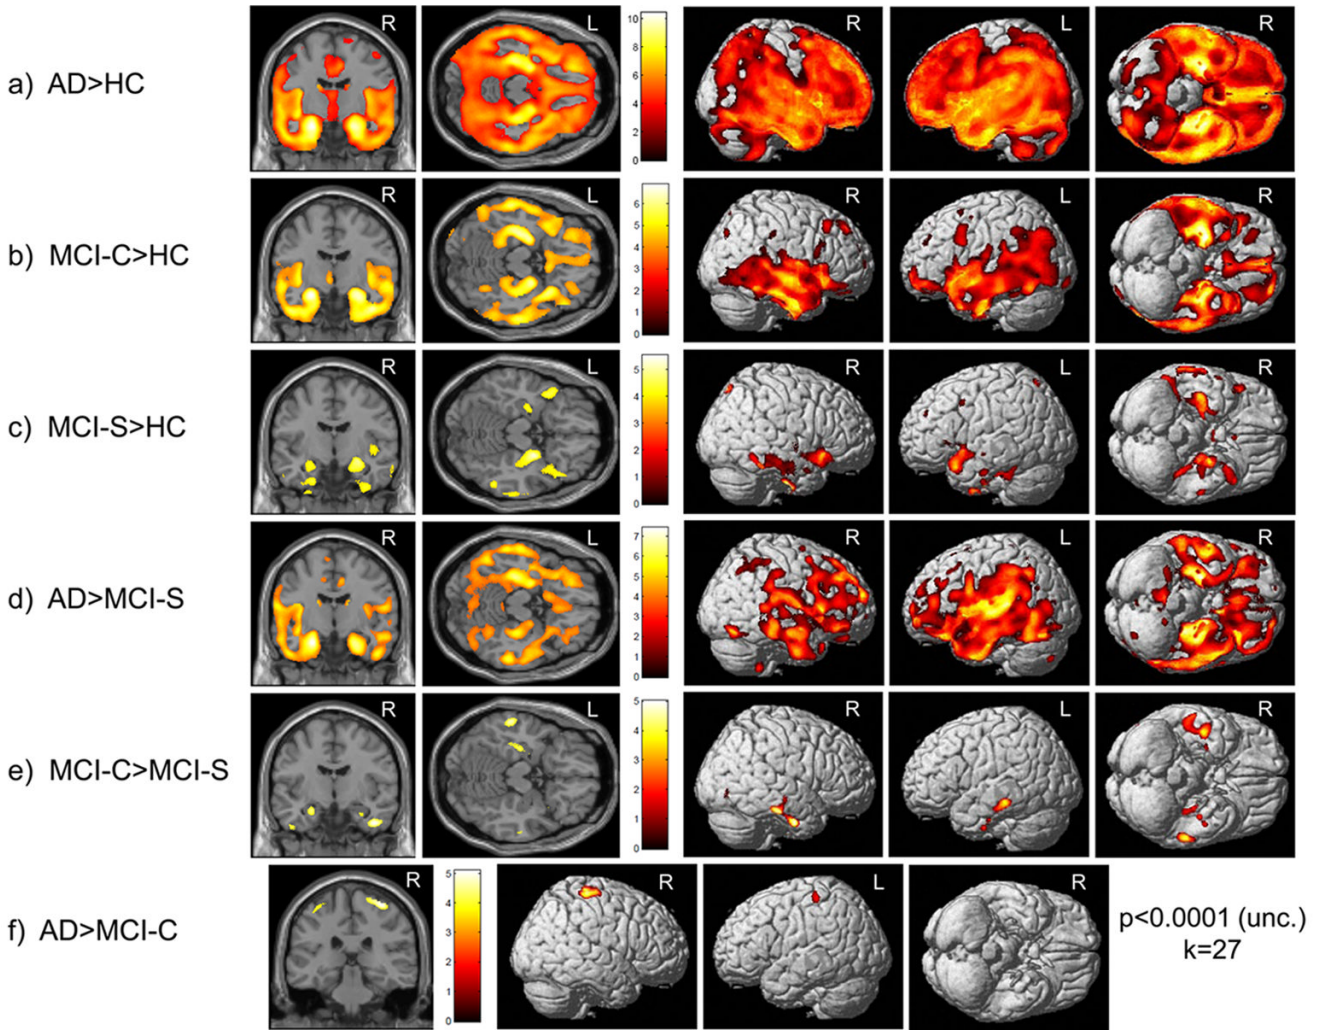 a) AD>HC
R
L
10
8
6
4
2
0
R
L
R
b) MCI-C>HC
R
L
6
5
4
3
2
1
0
R
L
R
c) MCI-S>HC
R
L
5
4
3
2
1
0
R
L
R
d) AD>MCI-S
R
L
7
6
5
4
3
2
1
0
R
L
R
e) MCI-C>MCI-S
R
L
5
4
3
2
1
0
R
L
R
f) AD>MCI-C
R
5
4
3
2
1
0
R
L
R
p<0.0001 (unc.)
k=27